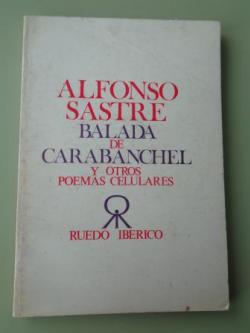 ALFONSO
SASTRE
BALADA
DE
CARABANCHEL
Y OTROS
POEMAS CELULARES
RUEDO IBERICO